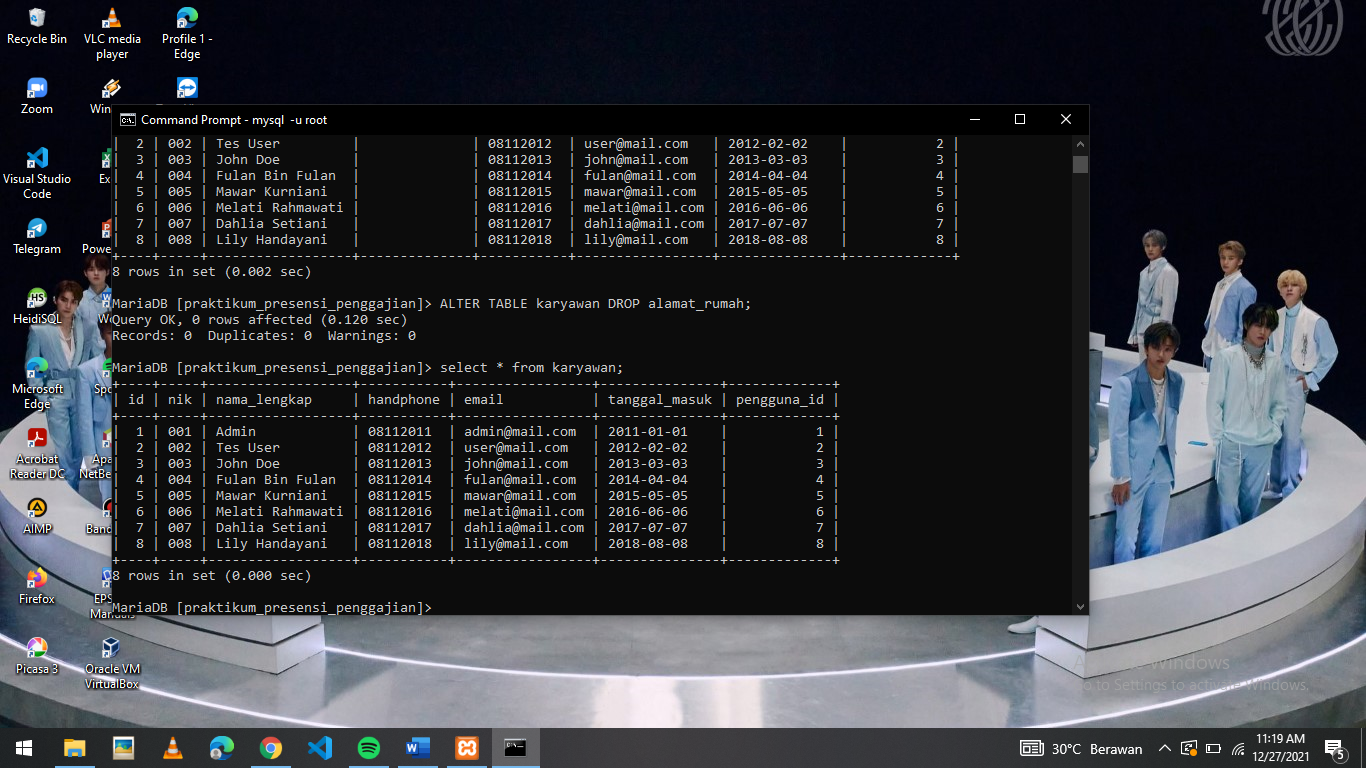 Recycle Bin
VLC media player
Profile 1 - Edge
Zoom
Visual Studio Code
Telegram
HeidiSQL
Microsoft Edge
Acrobat Reader DC
AIMP
Firefox
Manuals
Picasa 3
Oracle VM VirtualBox
Command Prompt - mysql -u root
| 2 | 002 | Tes User | | 08112012 | user@mail.com | 2012-02-02 | 2 |
| 3 | 003 | John Doe | | 08112013 | john@mail.com | 2013-03-03 | 3 |
| 4 | 004 | Fulan Bin Fulan | | 08112014 | fulan@mail.com | 2014-04-04 | 4 |
| 5 | 005 | Mawar Kurniani | | 08112015 | mawar@mail.com | 2015-05-05 | 5 |
| 6 | 006 | Melati Rahmawati | | 08112016 | melati@mail.com | 2016-06-06 | 6 |
| 7 | 007 | Dahlia Setiani | | 08112017 | dahlia@mail.com | 2017-07-07 | 7 |
| 8 | 008 | Lily Handayani | | 08112018 | lily@mail.com | 2018-08-08 | 8 |
8 rows in set (0.002 sec)
MariaDB [praktikum_presensi_penggajian]> ALTER TABLE karyawan DROP alamat_rumah;
Query OK, 0 rows affected (0.120 sec)
Records: 0 Duplicates: 0 Warnings: 0
MariaDB [praktikum_presensi_penggajian]> select * from karyawan;
| id | nik | nama_lengkap | handphone | email | tanggal_masuk | pengguna_id |
| 1 | 001 | Admin | 08112011 | admin@mail.com | 2011-01-01 | 1 |
| 2 | 002 | Tes User | 08112012 | user@mail.com | 2012-02-02 | 2 |
| 3 | 003 | John Doe | 08112013 | john@mail.com | 2013-03-03 | 3 |
| 4 | 004 | Fulan Bin Fulan | 08112014 | fulan@mail.com | 2014-04-04 | 4 |
| 5 | 005 | Mawar Kurniani | 08112015 | mawar@mail.com | 2015-05-05 | 5 |
| 6 | 006 | Melati Rahmawati | 08112016 | melati@mail.com | 2016-06-06 | 6 |
| 7 | 007 | Dahlia Setiani | 08112017 | dahlia@mail.com | 2017-07-07 | 7 |
| 8 | 008 | Lily Handayani | 08112018 | lily@mail.com | 2018-08-08 | 8 |
8 rows in set (0.000 sec)
MariaDB [praktikum_presensi_penggajian]>
Windows
to Settings to activate Windows.
30°C Berawan
11:19 AM
12/27/2021
5